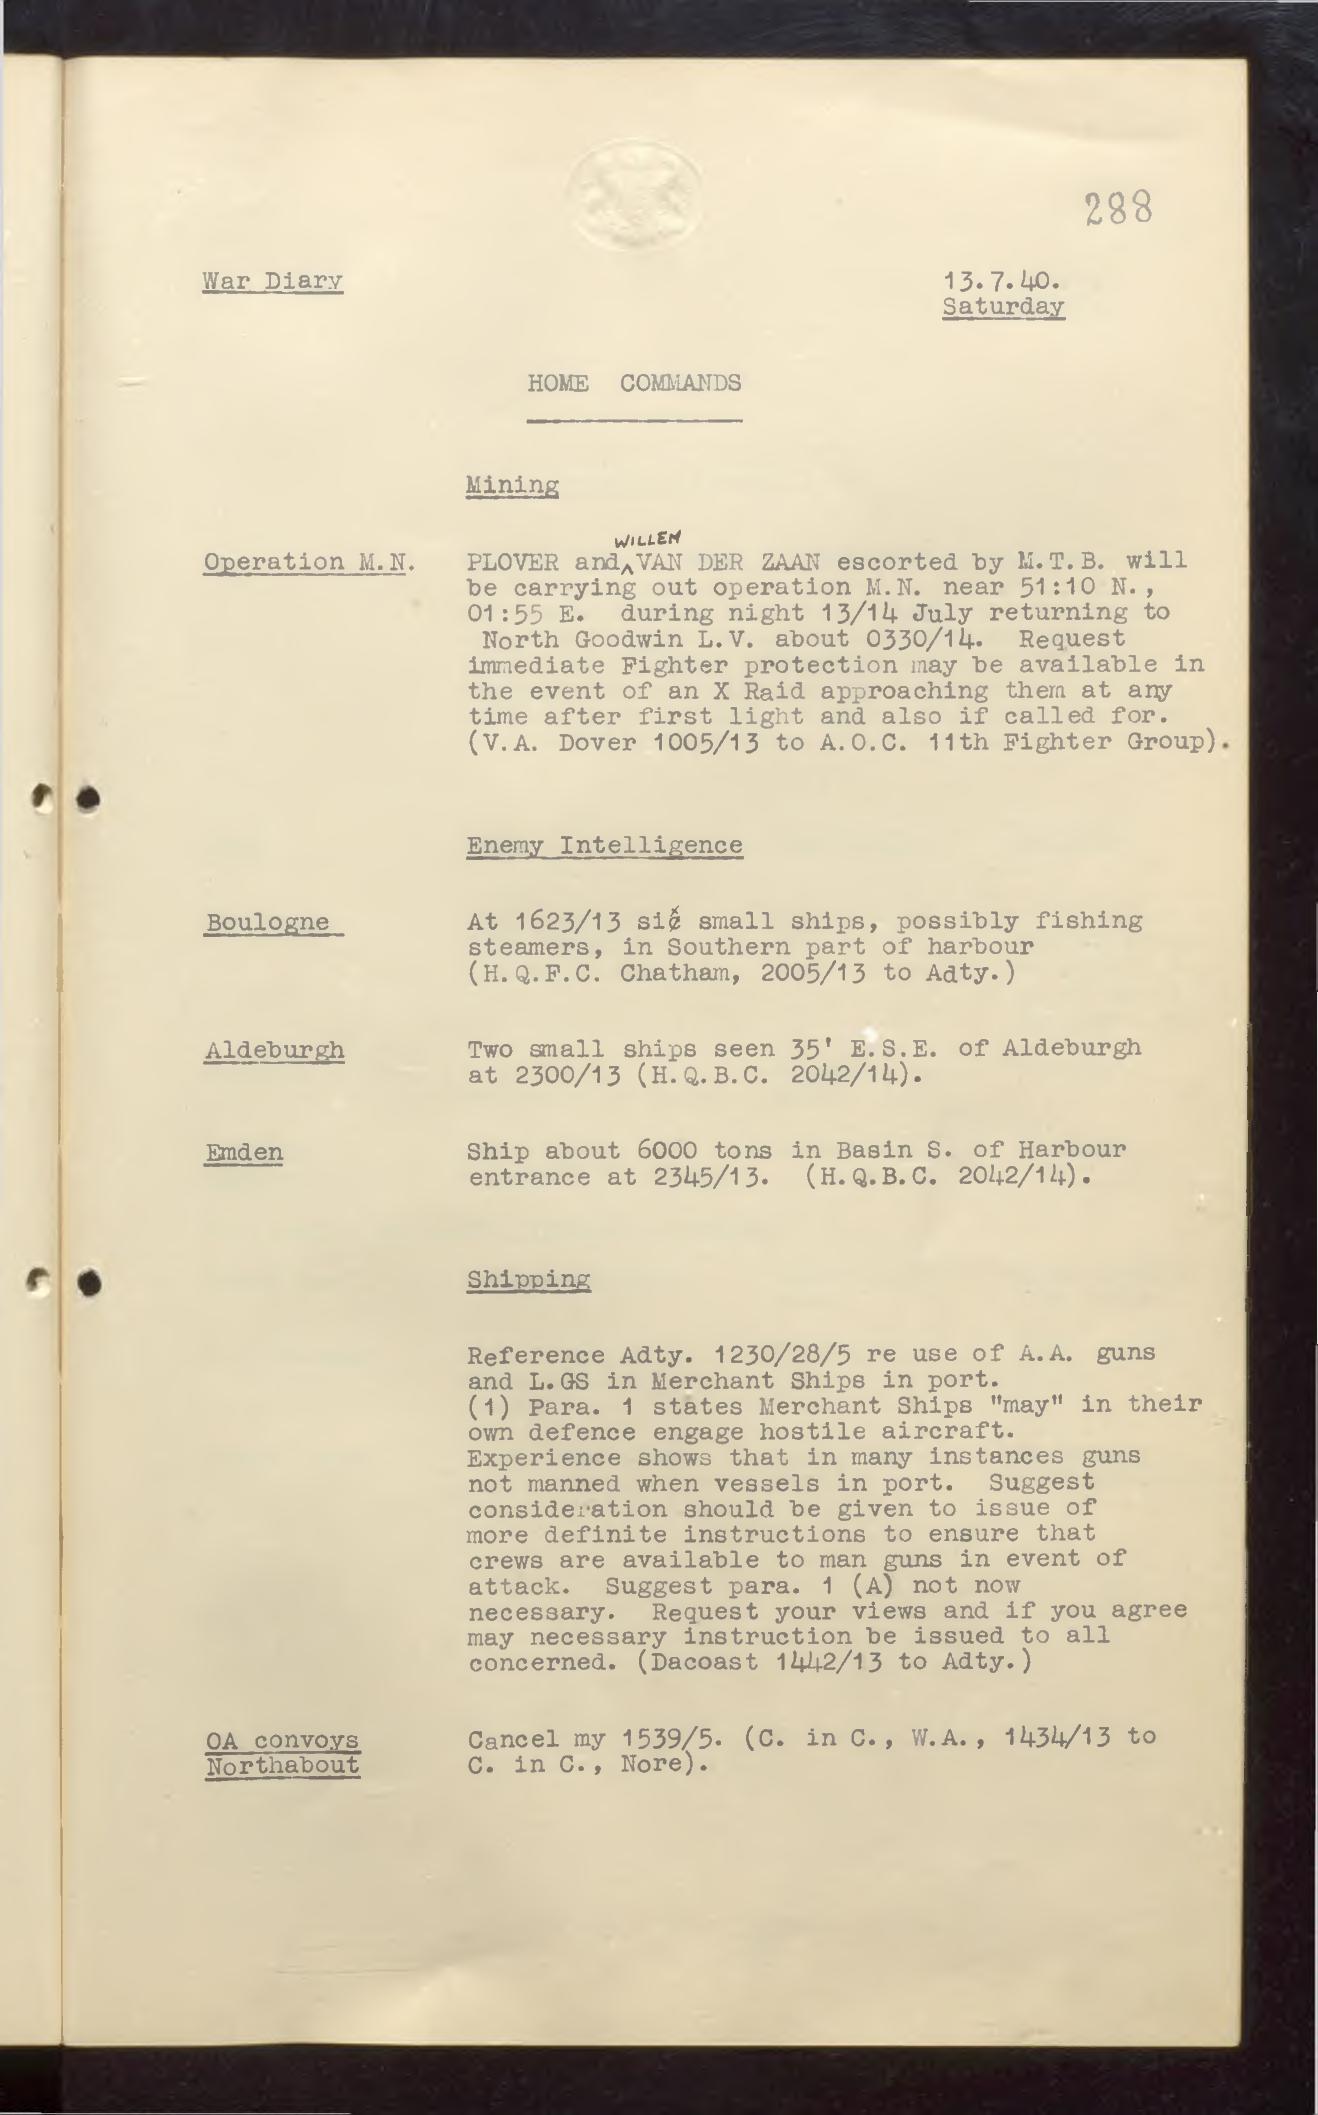 288
War Diary 13.7.40.
Saturday
HOME COMMANDS
Mining
WILLEM
Operation M.N. PLOVER and ‸VAN DER ZAAN escorted by M.T.B. will
be carrying out operation M.N. near 51:10 N.,
01:55 E. during night 13/14 July returning to
North Goodwin L.V. about 0330/14. Request
immediate Fighter protection may be available in
the event of an X Raid approaching them at any
time after first light and also if called for.
(V.A. Dover 1005/13 to A.O.C. 11th Fighter Group).
Enemy Intelligence
Boulogne At 1623/13 six small ships, possibly fishing
steamers, in Southern part of harbour
(H.Q.F.C. Chatham, 2005/13 to Adty.)
Aldeburgh Two small ships seen 35' E.S.E. of Aldeburgh
at 2300/13 (H.Q.B.C. 2042/14).
Emden Ship about 6000 tons in Basin S. of Harbour
entrance at 2345/13. (H.Q.B.C. 2042/14).
Shipping
Reference Adty. 1230/28/5 re use of A.A. guns
and L.GS in Merchant Ships in port.
(1) Para. 1 states Merchant Ships "may" in their
own defence engage hostile aircraft.
Experience shows that in many instances guns
not manned when vessels in port. Suggest
consideration should be given to issue of
more definite instructions to ensure that
crews are available to man guns in event of
attack. Suggest para. 1 (A) not now
necessary. Request your views and if you agree
may necessary instruction be issued to all
concerned. (Dacoast 1442/13 to Adty.)
OA convoys Cancel my 1539/5. (C. in C., W.A., 1434/13 to
Northabout C. in C., Nore).